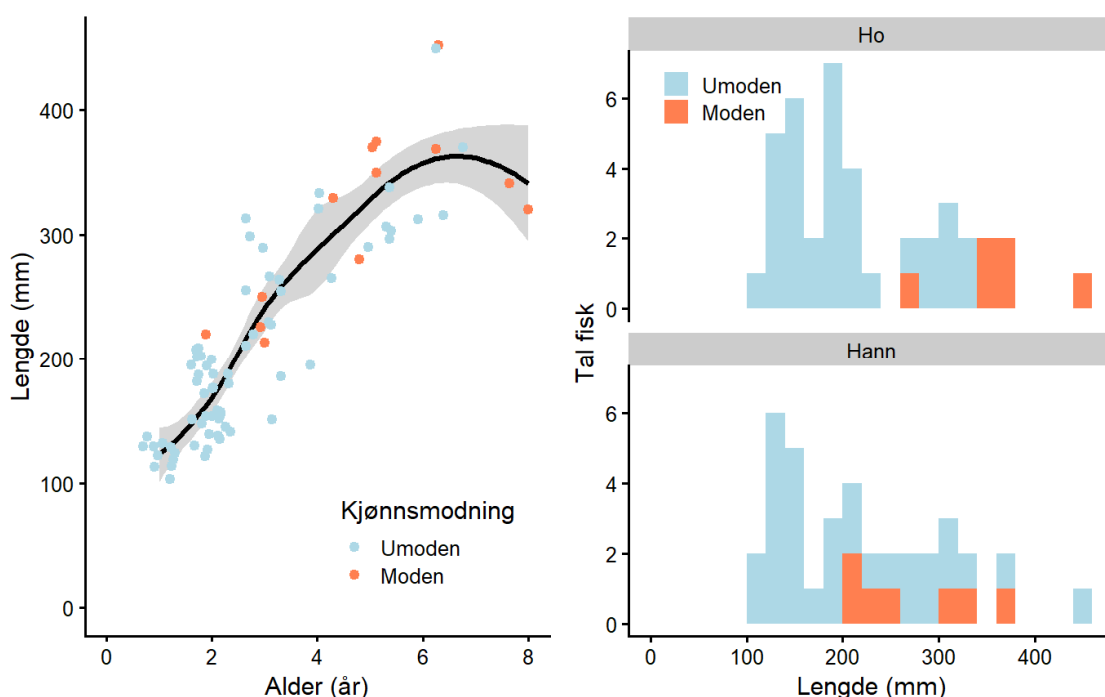 Lengde (mm)
400
300
200
100
0
Kjønnsmodning
Umoden
Moden
0 2 4 6 8
Alder (år)
Tal fisk
Ho
6
4
2
0
Umoden
Moden
Hann
6
4
2
0
0 100 200 300 400
Lengde (mm)